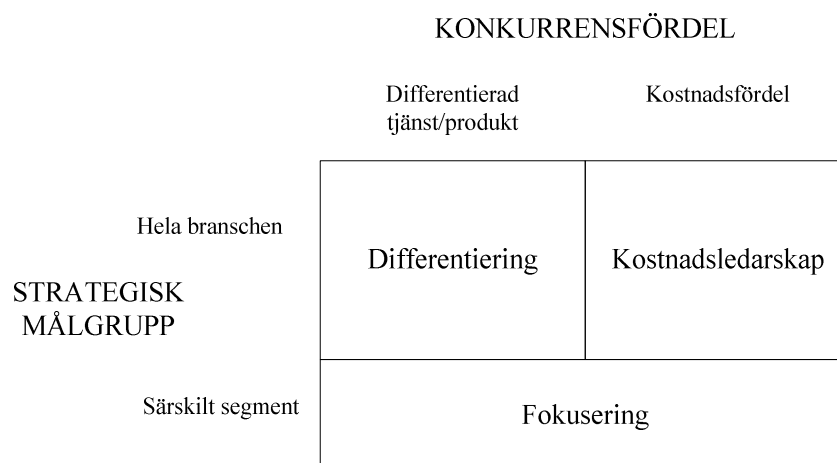 KONKURRENSFÖRDEL
Differentierad
tjänst/produkt
Kostnadsfördel
Hela branschen
Differentiering
Kostnadsledarskap
STRATEGISK
MÅLGRUPP
Särskilt segment
Fokusering